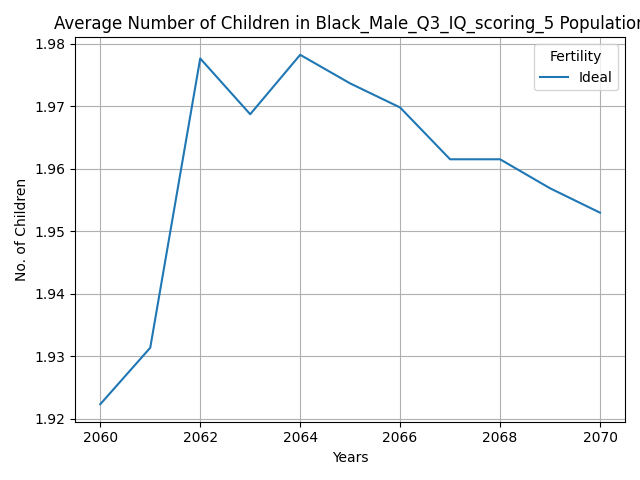 Average Number of Children in Black_Male_Q3_IQ_scoring_5 Population
Fertility
Ideal
No. of Children
1.98
1.97
1.96
1.95
1.94
1.93
1.92
2060 2062 2064 2066 2068 2070
Years